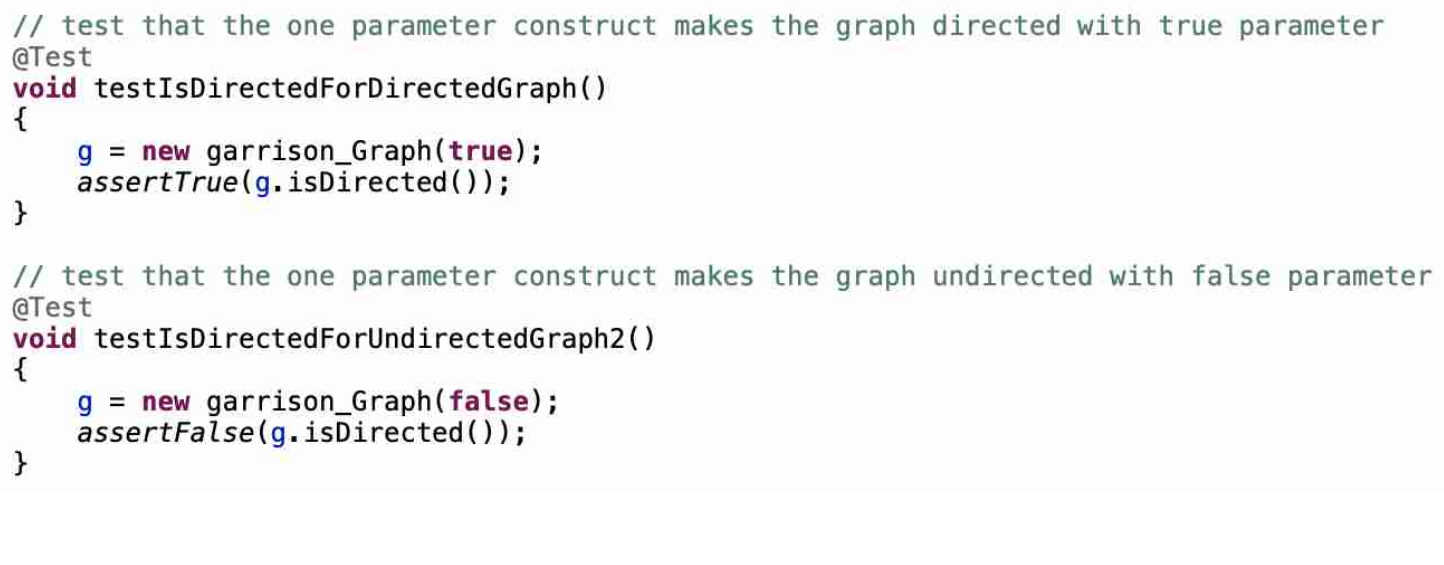 // test that the one parameter construct makes the graph directed with true parameter
@Test
void testIsDirectedForDirectedGraph()
{
    g = new garrison_Graph(true);
    assertTrue(g.isDirected());
}

// test that the one parameter construct makes the graph undirected with false parameter
@Test
void testIsDirectedForUndirectedGraph2()
{
    g = new garrison_Graph(false);
    assertFalse(g.isDirected());
}